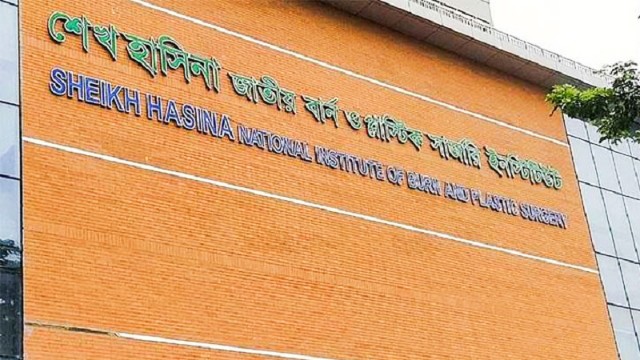 শেখ হাসিনা জাতীয় বার্ন ও প্লাস্টিক সার্জারি ইনস্টিটিউট
SHEIKH HASINA NATIONAL INSTITUTE OF BURN AND PLASTIC SURGERY